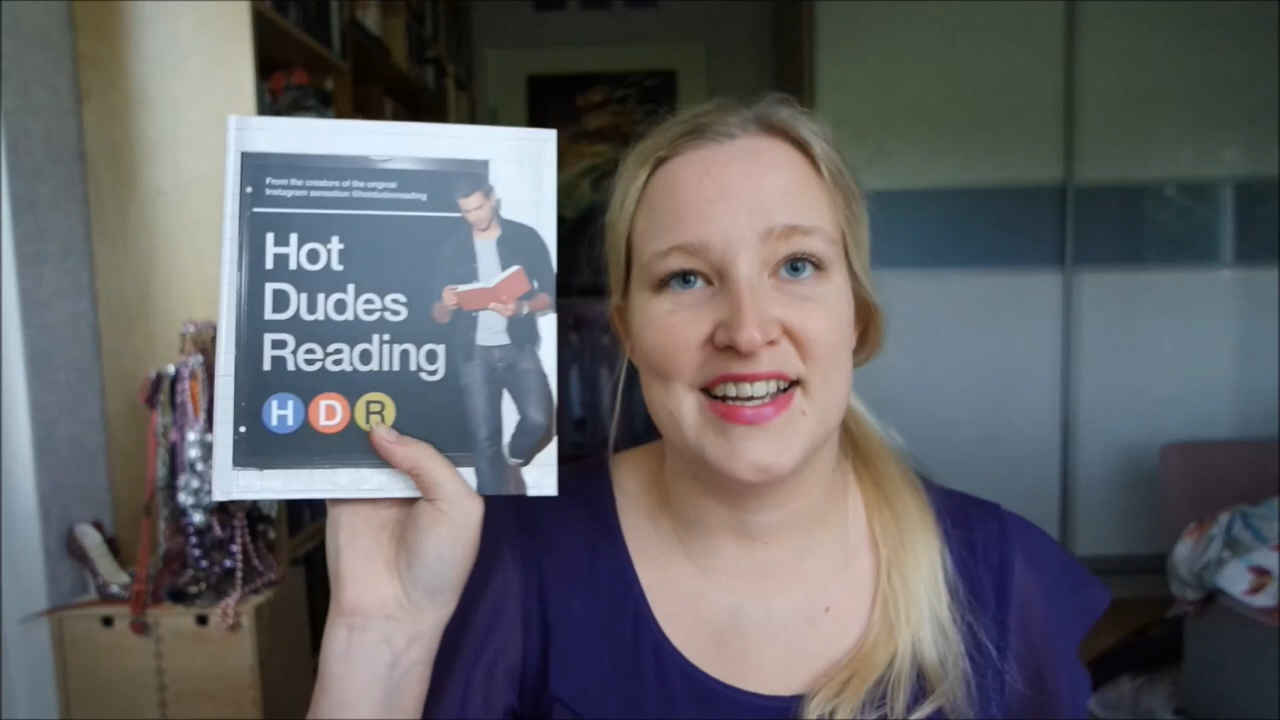 From the creators of the original
Instagram sensation @hotdudesreading
Hot
Dudes
Reading
H D R